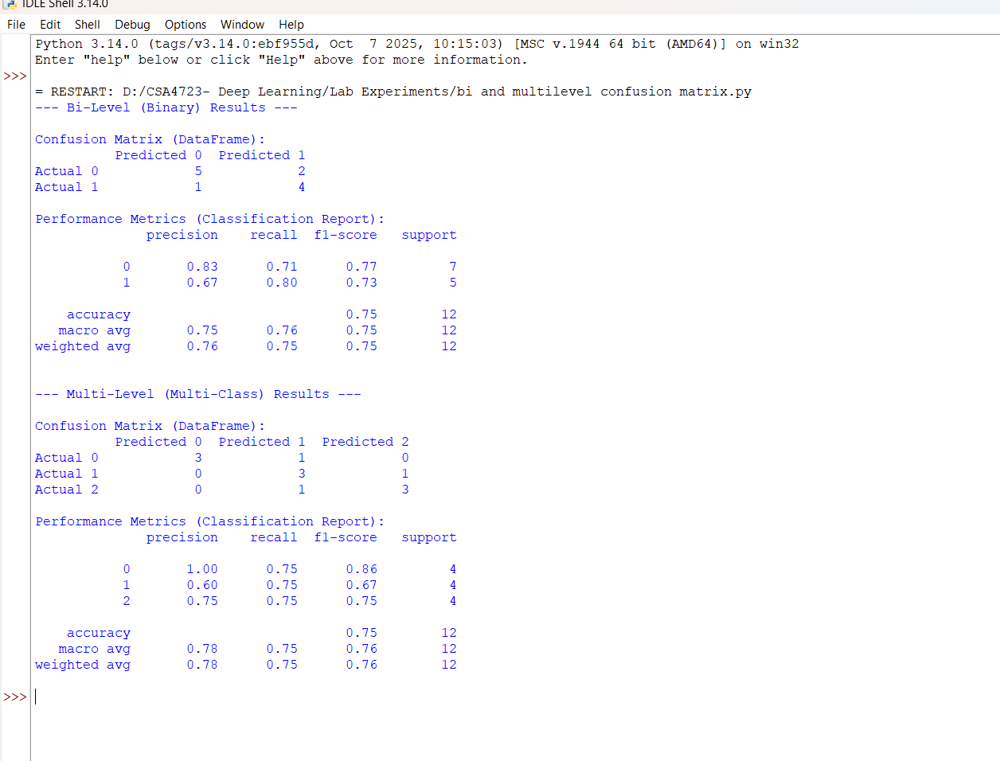 IDLE Shell 3.14.0
File Edit Shell Debug Options Window Help
Python 3.14.0 (tags/v3.14.0:ebf955d, Oct  7 2025, 10:15:03) [MSC v.1944 64 bit (AMD64)] on win32
Enter "help" below or click "Help" above for more information.
>>>
= RESTART: D:/CSA4723- Deep Learning/Lab Experiments/bi and multilevel confusion matrix.py
--- Bi-Level (Binary) Results ---
Confusion Matrix (DataFrame):
Predicted 0  Predicted 1
Actual 0            5            2
Actual 1            1            4
Performance Metrics (Classification Report):
precision    recall  f1-score   support
0       0.83      0.71      0.77         7
1       0.67      0.80      0.73         5
accuracy                           0.75        12
macro avg       0.75      0.76      0.75        12
weighted avg       0.76      0.75      0.75        12
--- Multi-Level (Multi-Class) Results ---
Confusion Matrix (DataFrame):
Predicted 0  Predicted 1  Predicted 2
Actual 0            3            1            0
Actual 1            0            3            1
Actual 2            0            1            3
Performance Metrics (Classification Report):
precision    recall  f1-score   support
0       1.00      0.75      0.86         4
1       0.60      0.75      0.67         4
2       0.75      0.75      0.75         4
accuracy                           0.75        12
macro avg       0.78      0.75      0.76        12
weighted avg       0.78      0.75      0.76        12
>>>